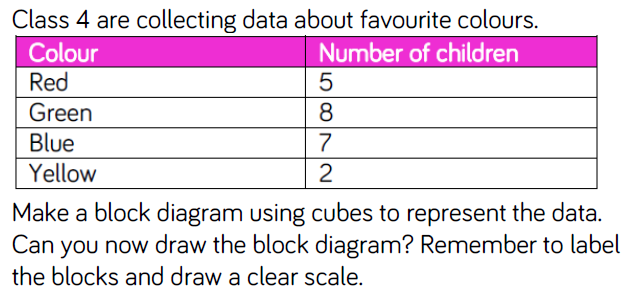 Class 4 are collecting data about favourite colours.
Colour Number of children
Red 5
Green 8
Blue 7
Yellow 2
Make a block diagram using cubes to represent the data.
Can you now draw the block diagram? Remember to label
the blocks and draw a clear scale.